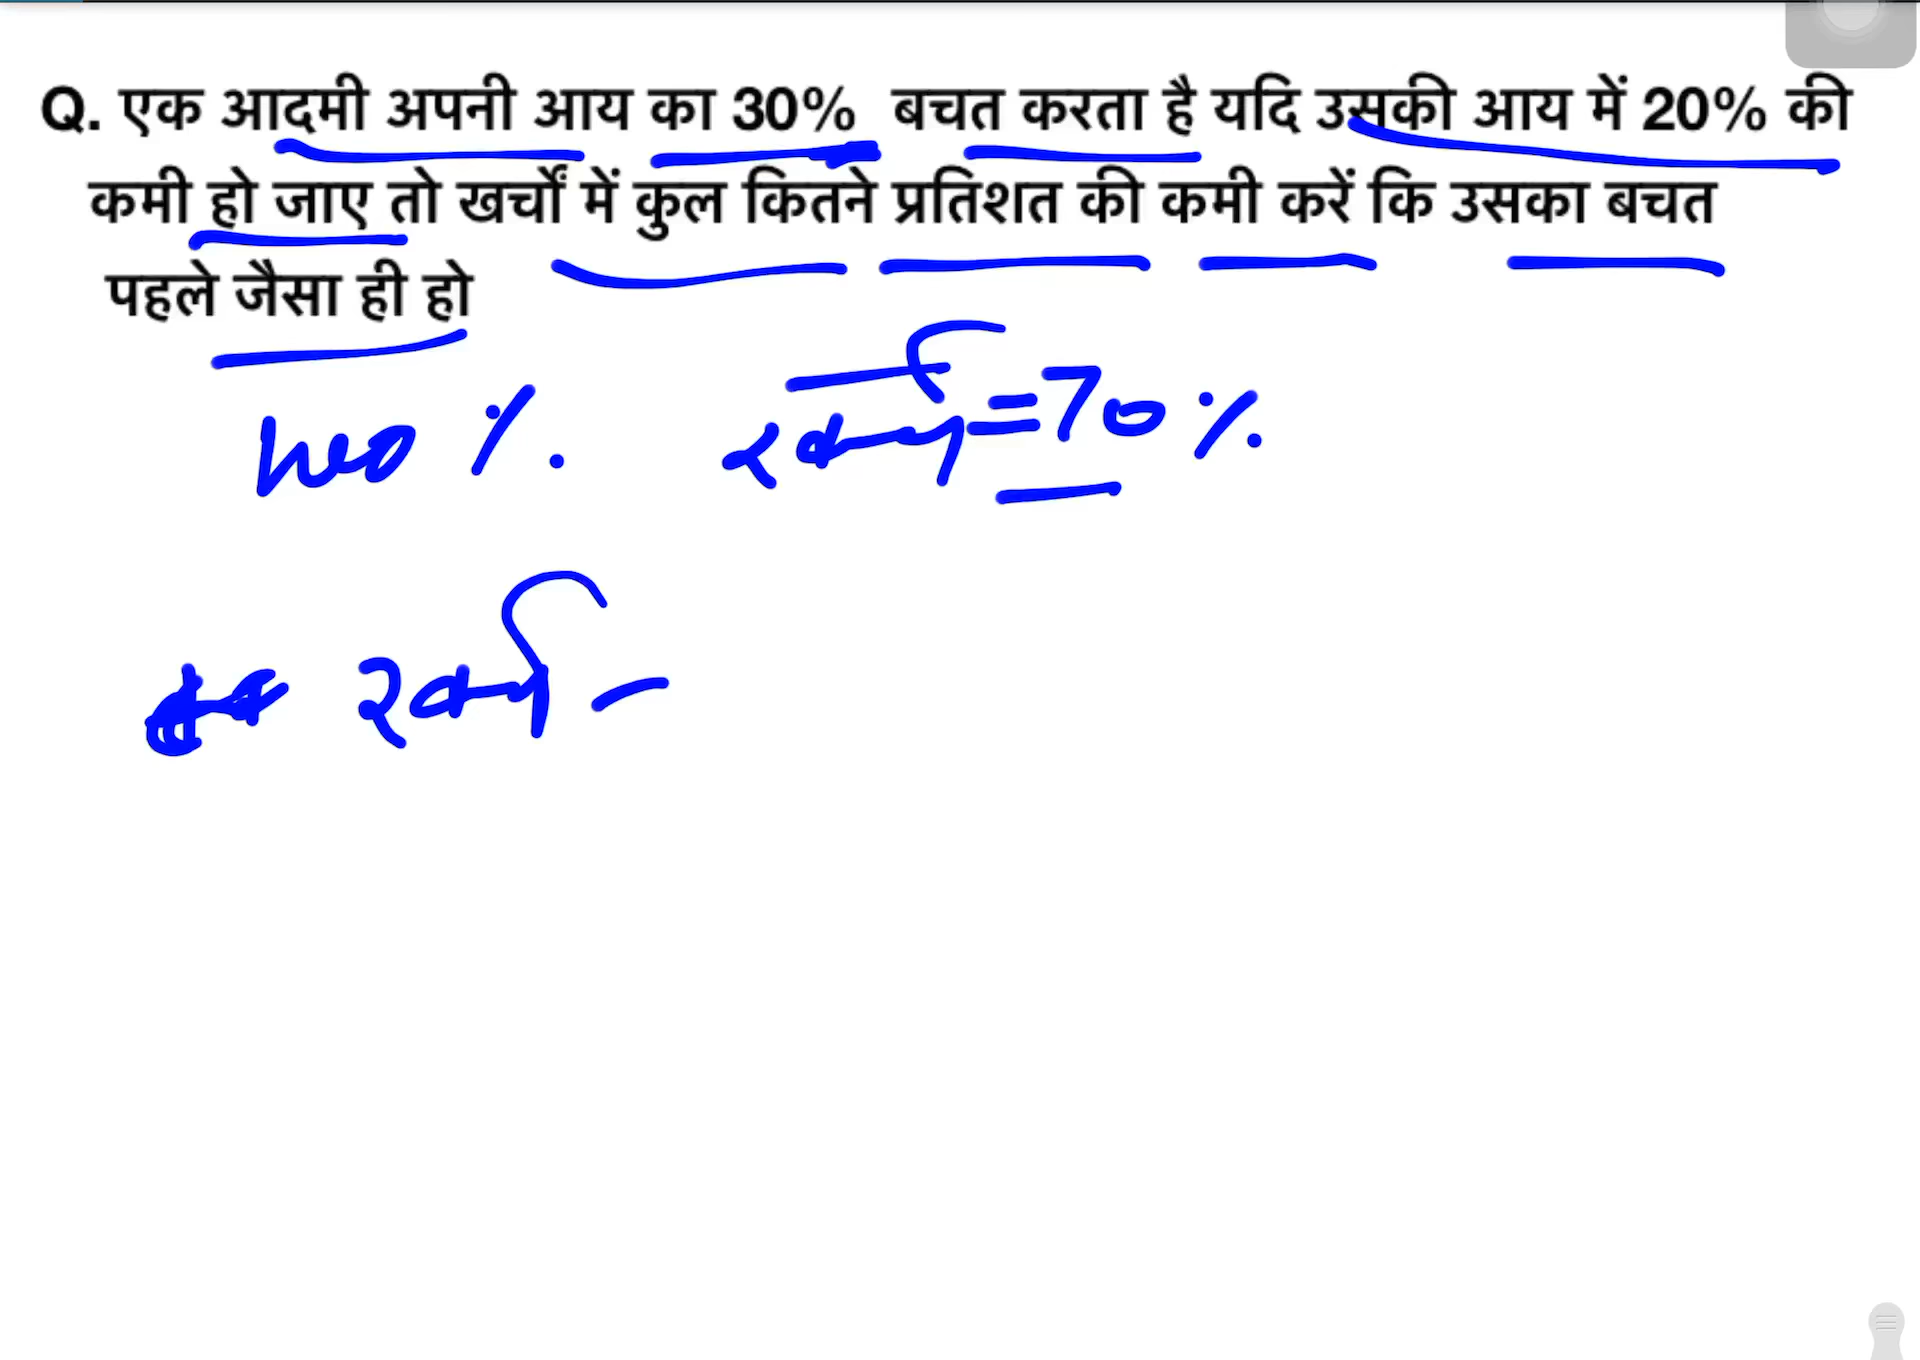 Q. एक आदमी अपनी आय का 30% बचत करता है यदि उसकी आय में 20% की
कमी हो जाए तो खर्चों में कुल कितने प्रतिशत की कमी करें कि उसका बचत
पहले जैसा ही हो
% खर्च = 70%
खर्च -